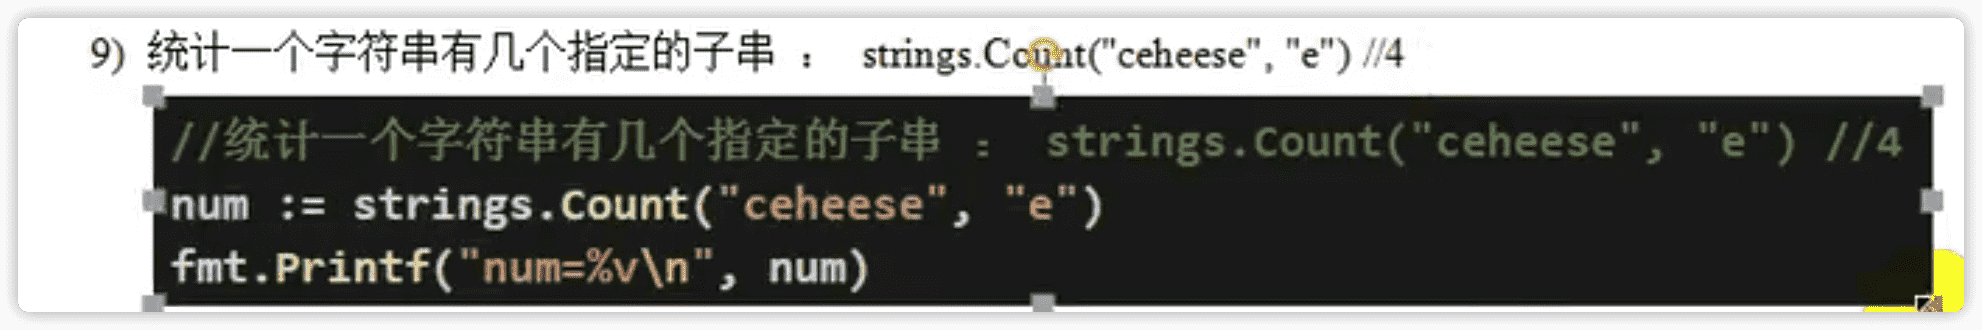 9) 统计一个字符串有几个指定的子串 ： strings.Count("ceheese", "e") //4
//统计一个字符串有几个指定的子串 ： strings.Count("ceheese", "e") //4
num := strings.Count("ceheese", "e")
fmt.Printf("num=%v\n", num)